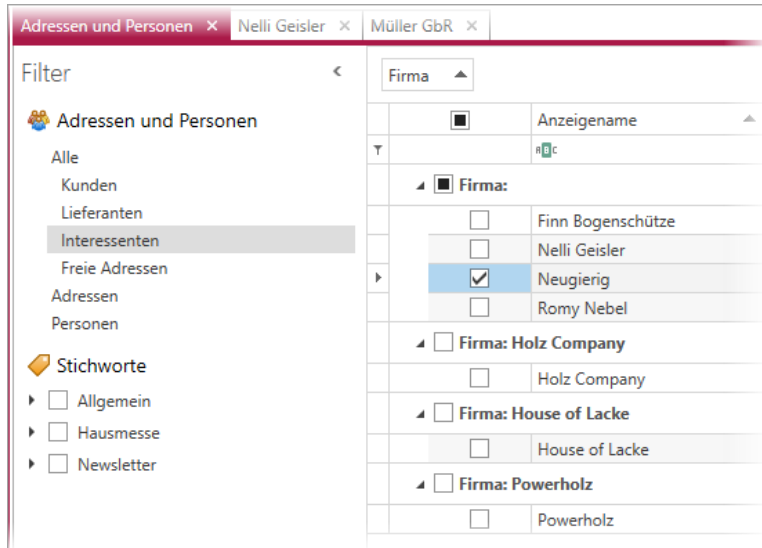 Adressen und Personen × Nelli Geisler × Müller GbR ×
Filter
Adressen und Personen
Alle
Kunden
Lieferanten
Interessenten
Freie Adressen
Adressen
Personen
Stichworte
Allgemein
Hausmesse
Newsletter
Firma
Anzeigename
ABC
Firma:
Finn Bogenschütze
Nelli Geisler
Neugierig
Romy Nebel
Firma: Holz Company
Holz Company
Firma: House of Lacke
House of Lacke
Firma: Powerholz
Powerholz